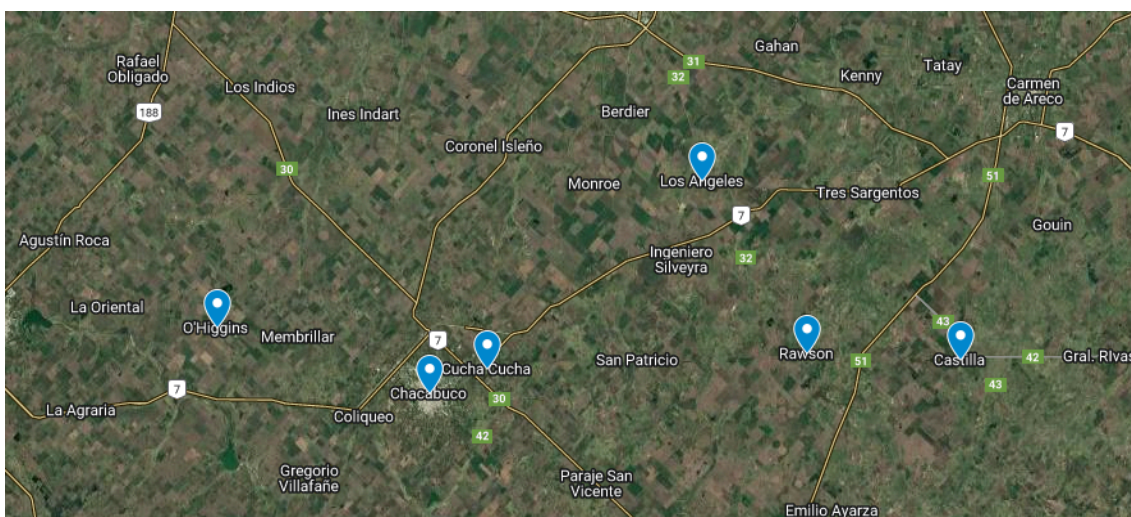 Gahan
Rafael
Obligado
31
Tatay
32
Kenny
Los Indios
Carmen
de Areco
188
Ines Indart
Berdier
7
Coronel Isleño
30
Los Angeles
51
Monroe
Tres Sargentos
7
Gouin
Agustín Roca
Ingeniero
Silveyra
32
La Oriental
O'Higgins
43
Membrillar
7
Rawson
Castilla
42
Gral. RIvas
San Patricio
51
Cucha Cucha
43
7
Chacabuco
30
La Agraria
Coliqueo
42
Gregorio
Villafañe
Paraje San
Vicente
Emilio Ayarza